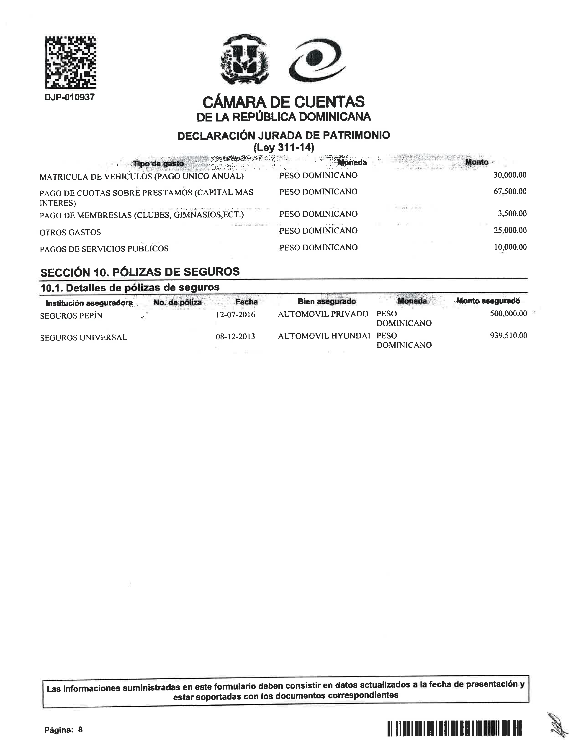 DJP-010937
CÁMARA DE CUENTAS
DE LA REPÚBLICA DOMINICANA
DECLARACIÓN JURADA DE PATRIMONIO
(Ley 311-14)
Tipo de gasto Moneda Monto
MATRICULA DE VEHICULOS (PAGO UNICO ANUAL) PESO DOMINICANO 30,000.00
PAGO DE CUOTAS SOBRE PRESTAMOS (CAPITAL MAS INTERES) PESO DOMINICANO 67,500.00
PAGO DE MEMBRESIAS (CLUBES, GIMNASIOS,ECT.) PESO DOMINICANO 3,500.00
OTROS GASTOS PESO DOMINICANO 25,000.00
PAGOS DE SERVICIOS PUBLICOS PESO DOMINICANO 10,000.00
SECCIÓN 10. PÓLIZAS DE SEGUROS
10.1. Detalles de pólizas de seguros
Institución aseguradora No. de póliza Fecha Bien asegurado Moneda Monto asegurado
SEGUROS PEPÍN 12-07-2016 AUTOMOVIL PRIVADO PESO DOMINICANO 500,000.00
SEGUROS UNIVERSAL 08-12-2013 AUTOMOVIL HYUNDAI PESO DOMINICANO 939,510.00
Las informaciones suministradas en este formulario deben consistir en datos actualizados a la fecha de presentación y
estar soportadas con los documentos correspondientes
Página: 8